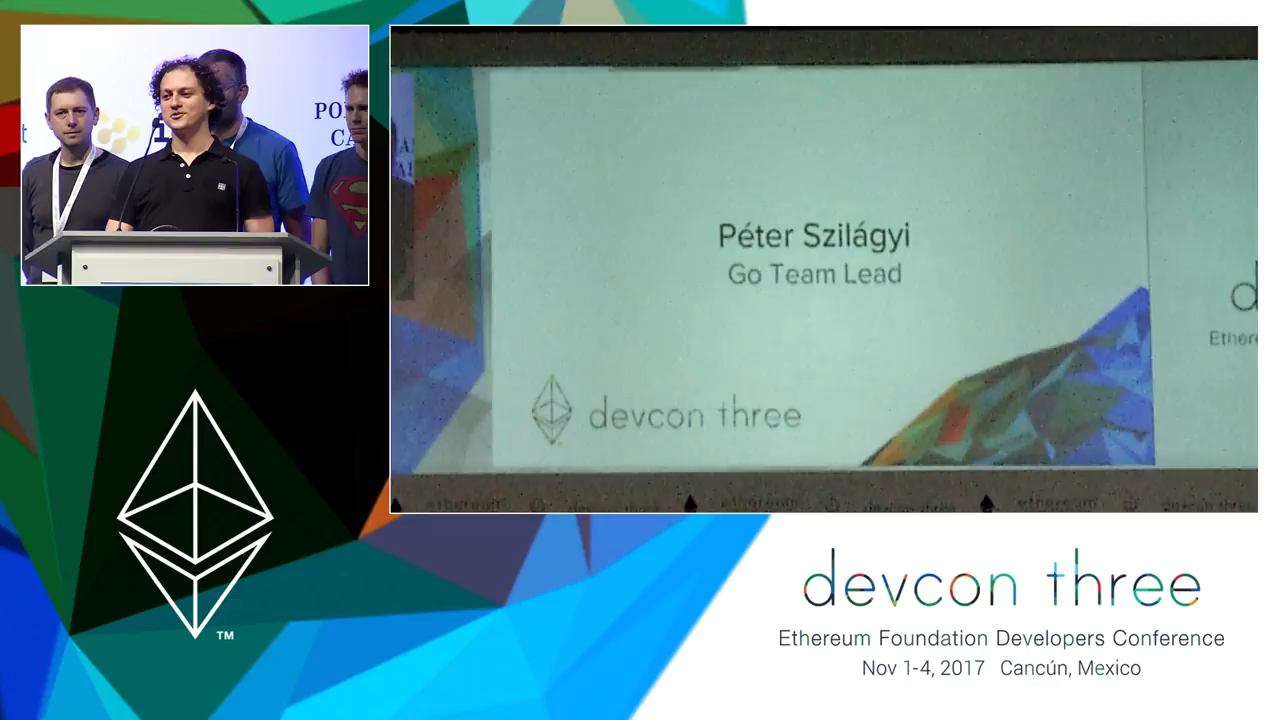 Péter Szilágyi
Go Team Lead
devcon three
TM
devcon three
Ethereum Foundation Developers Conference
Nov 1-4, 2017 Cancún, Mexico